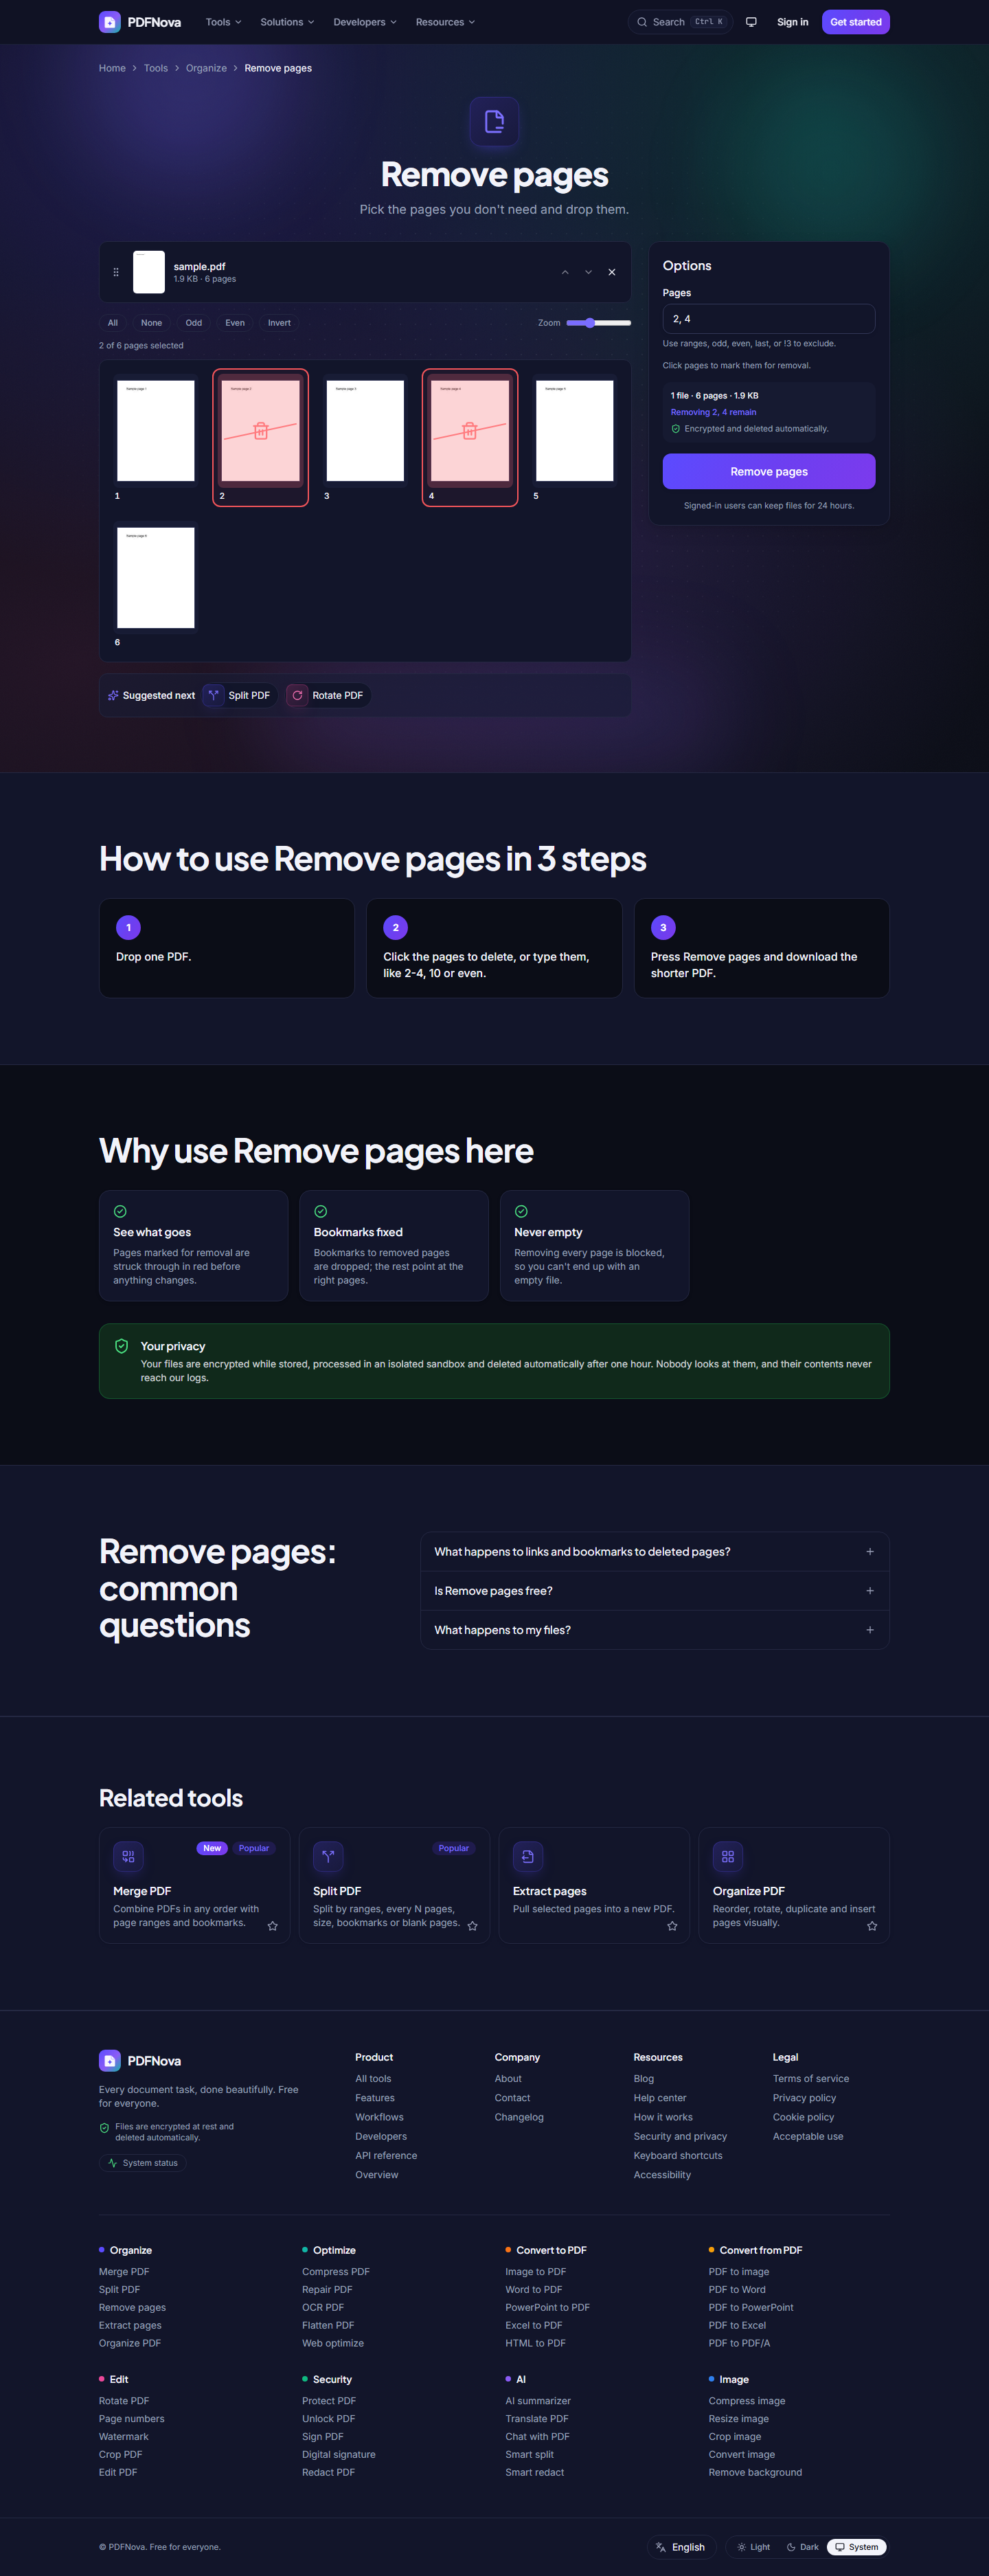 PDFNova
Tools
Solutions
Developers
Resources
Search Ctrl K
Sign in
Get started
Home > Tools > Organize > Remove pages
Remove pages
Pick the pages you don't need and drop them.
sample.pdf
1.9 KB · 6 pages
All
None
Odd
Even
Invert
Zoom
2 of 6 pages selected
Sample page 1
Sample page 2
Sample page 3
Sample page 4
Sample page 5
1
2
3
4
5
Sample page 6
6
Suggested next
Split PDF
Rotate PDF
Options
Pages
2, 4
Use ranges, odd, even, last, or !3 to exclude.
Click pages to mark them for removal.
1 file · 6 pages · 1.9 KB
Removing 2, 4 remain
Encrypted and deleted automatically.
Remove pages
Signed-in users can keep files for 24 hours.
How to use Remove pages in 3 steps
1
Drop one PDF.
2
Click the pages to delete, or type them,
like 2-4, 10 or even.
3
Press Remove pages and download the
shorter PDF.
Why use Remove pages here
See what goes
Pages marked for removal are
struck through in red before
anything changes.
Bookmarks fixed
Bookmarks to removed pages
are dropped; the rest point at the
right pages.
Never empty
Removing every page is blocked,
so you can't end up with an
empty file.
Your privacy
Your files are encrypted while stored, processed in an isolated sandbox and deleted automatically after one hour. Nobody looks at them, and their contents never
reach our logs.
Remove pages:
common
questions
What happens to links and bookmarks to deleted pages?
Is Remove pages free?
What happens to my files?
Related tools
New
Popular
Merge PDF
Combine PDFs in any order with
page ranges and bookmarks.
Popular
Split PDF
Split by ranges, every N pages,
size, bookmarks or blank pages.
Extract pages
Pull selected pages into a new PDF.
Organize PDF
Reorder, rotate, duplicate and insert
pages visually.
PDFNova
Every document task, done beautifully. Free
for everyone.
Files are encrypted at rest and
deleted automatically.
System status
Product
All tools
Features
Workflows
Developers
API reference
Overview
Company
About
Contact
Changelog
Resources
Blog
Help center
How it works
Security and privacy
Keyboard shortcuts
Accessibility
Legal
Terms of service
Privacy policy
Cookie policy
Acceptable use
Organize
Merge PDF
Split PDF
Remove pages
Extract pages
Organize PDF
Optimize
Compress PDF
Repair PDF
OCR PDF
Flatten PDF
Web optimize
Convert to PDF
Image to PDF
Word to PDF
PowerPoint to PDF
Excel to PDF
HTML to PDF
Convert from PDF
PDF to image
PDF to Word
PDF to PowerPoint
PDF to Excel
PDF to PDF/A
Edit
Rotate PDF
Page numbers
Watermark
Crop PDF
Edit PDF
Security
Protect PDF
Unlock PDF
Sign PDF
Digital signature
Redact PDF
AI
AI summarizer
Translate PDF
Chat with PDF
Smart split
Smart redact
Image
Compress image
Resize image
Crop image
Convert image
Remove background
© PDFNova. Free for everyone.
English
Light
Dark
System